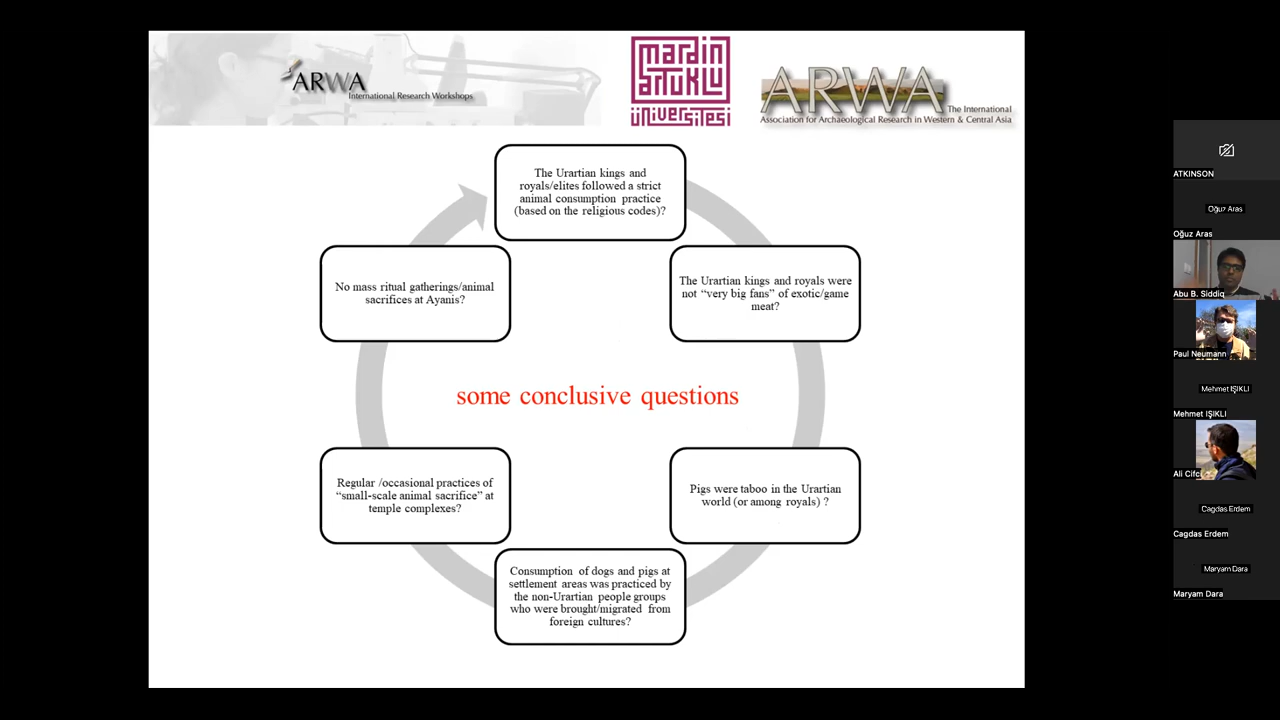 ARWA
International Research Workshops
mardin
artuklu
üniversitesi
ARWA
The International
Association for Archaeological Research in Western & Central Asia
The Urartian kings and
royals/elites followed a strict
animal consumption practice
(based on the religious codes)?
No mass ritual gatherings/animal
sacrifices at Ayanis?
The Urartian kings and royals were
not “very big fans” of exotic/game
meat?
some conclusive questions
Regular /occasional practices of
“small-scale animal sacrifice” at
temple complexes?
Pigs were taboo in the Urartian
world (or among royals) ?
Consumption of dogs and pigs at
settlement areas was practiced by
the non-Urartian people groups
who were brought/migrated from
foreign cultures?
ATKINSON
Oğuz Aras
Oğuz Aras
Abu B. Siddiq
Paul Neumann
Mehmet IŞIKLI
Mehmet IŞIKLI
Ali Cifci
Cagdas Erdem
Cagdas Erdem
Maryam Dara
Maryam Dara